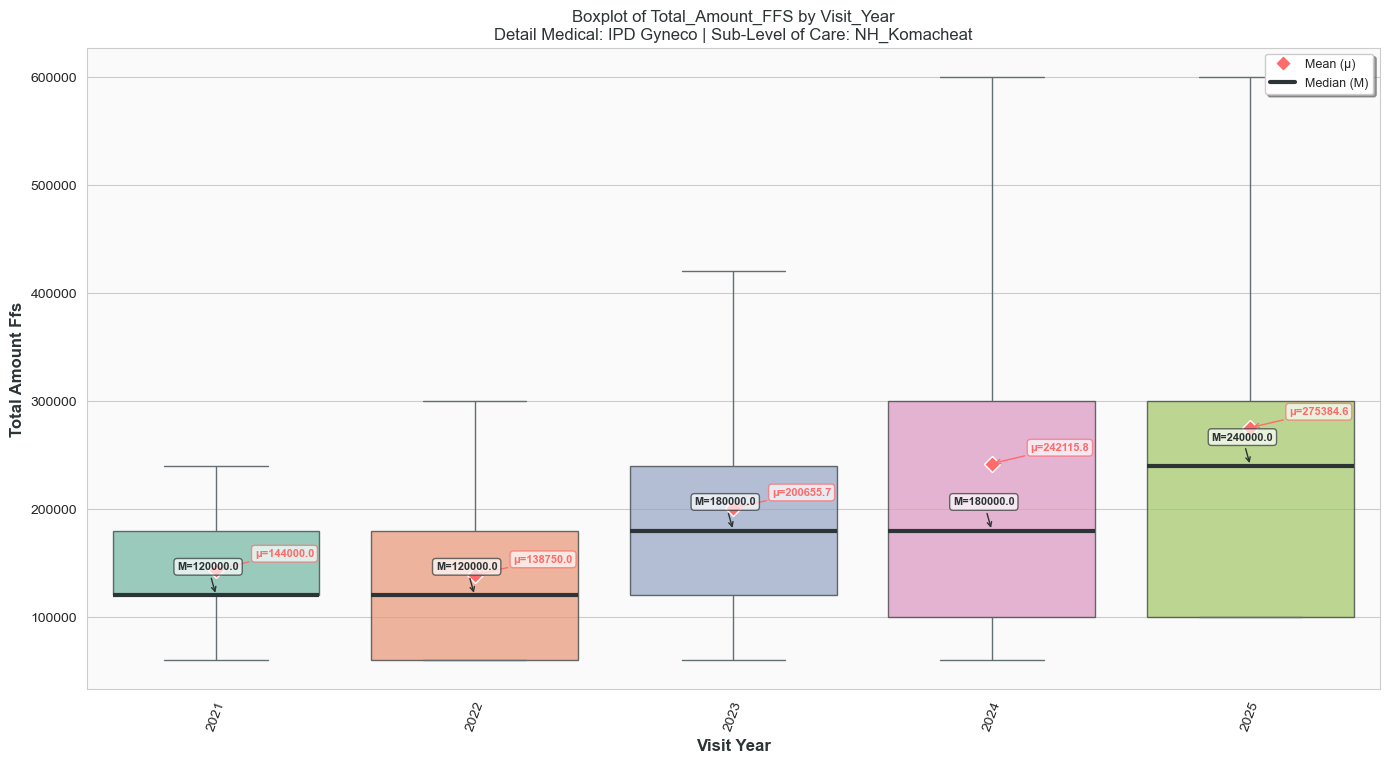 Boxplot of Total_Amount_FFS by Visit_Year
Detail Medical: IPD Gyneco | Sub-Level of Care: NH_Komacheat
Mean (μ)
Median (M)
Total Amount Ffs
600000
500000
400000
300000
200000
100000
M=120000.0
μ=144000.0
M=120000.0
μ=138750.0
M=180000.0
μ=200655.7
M=180000.0
μ=242115.8
M=240000.0
μ=275384.6
2021
2022
2023
2024
2025
Visit Year